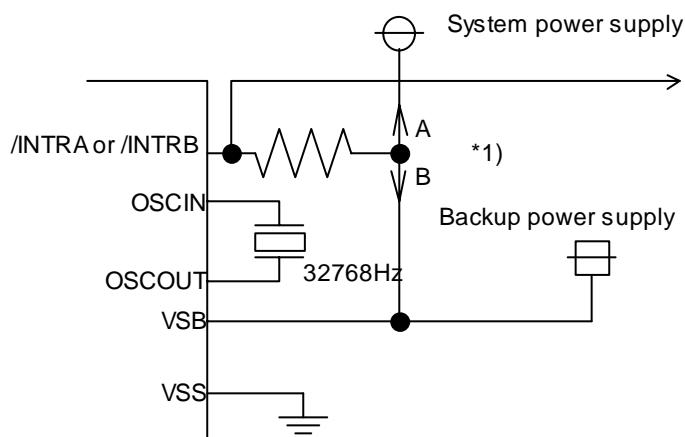 System power supply
A
/INTRA or /INTRB
*1)
B
OSCIN
Backup power supply
32768Hz
OSCOUT
VSB
VSS